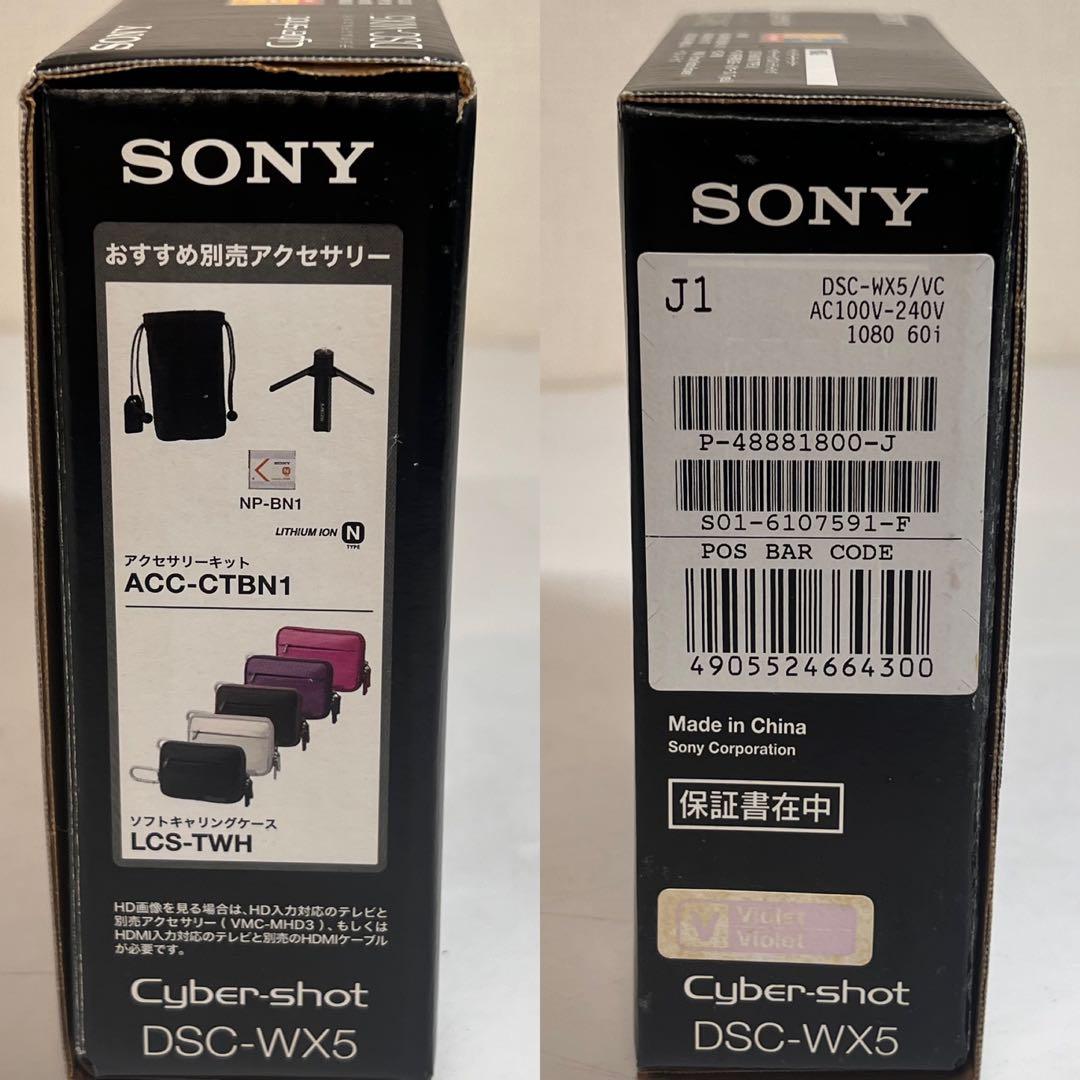 SONY
Cyber-shot
DSC-WX5
SONY
おすすめ別売アクセサリー
SONY
N
NP-BN1
LITHIUM ION N
TYPE
アクセサリーキット
ACC-CTBN1
ソフトキャリングケース
LCS-TWH
HD画像を見る場合は、HD入力対応のテレビと
別売アクセサリー(VMC-MHD3)、もしくは
HDMI入力対応のテレビと別売のHDMIケーブル
が必要です。
Cyber-shot
DSC-WX5
SONY
J1
DSC-WX5/VC
AC100V-240V
1080 60i
P-48881800-J
S01-6107591-F
POS BAR CODE
4905524664300
Made in China
Sony Corporation
保証書在中
V Violet
Violet
Cyber-shot
DSC-WX5